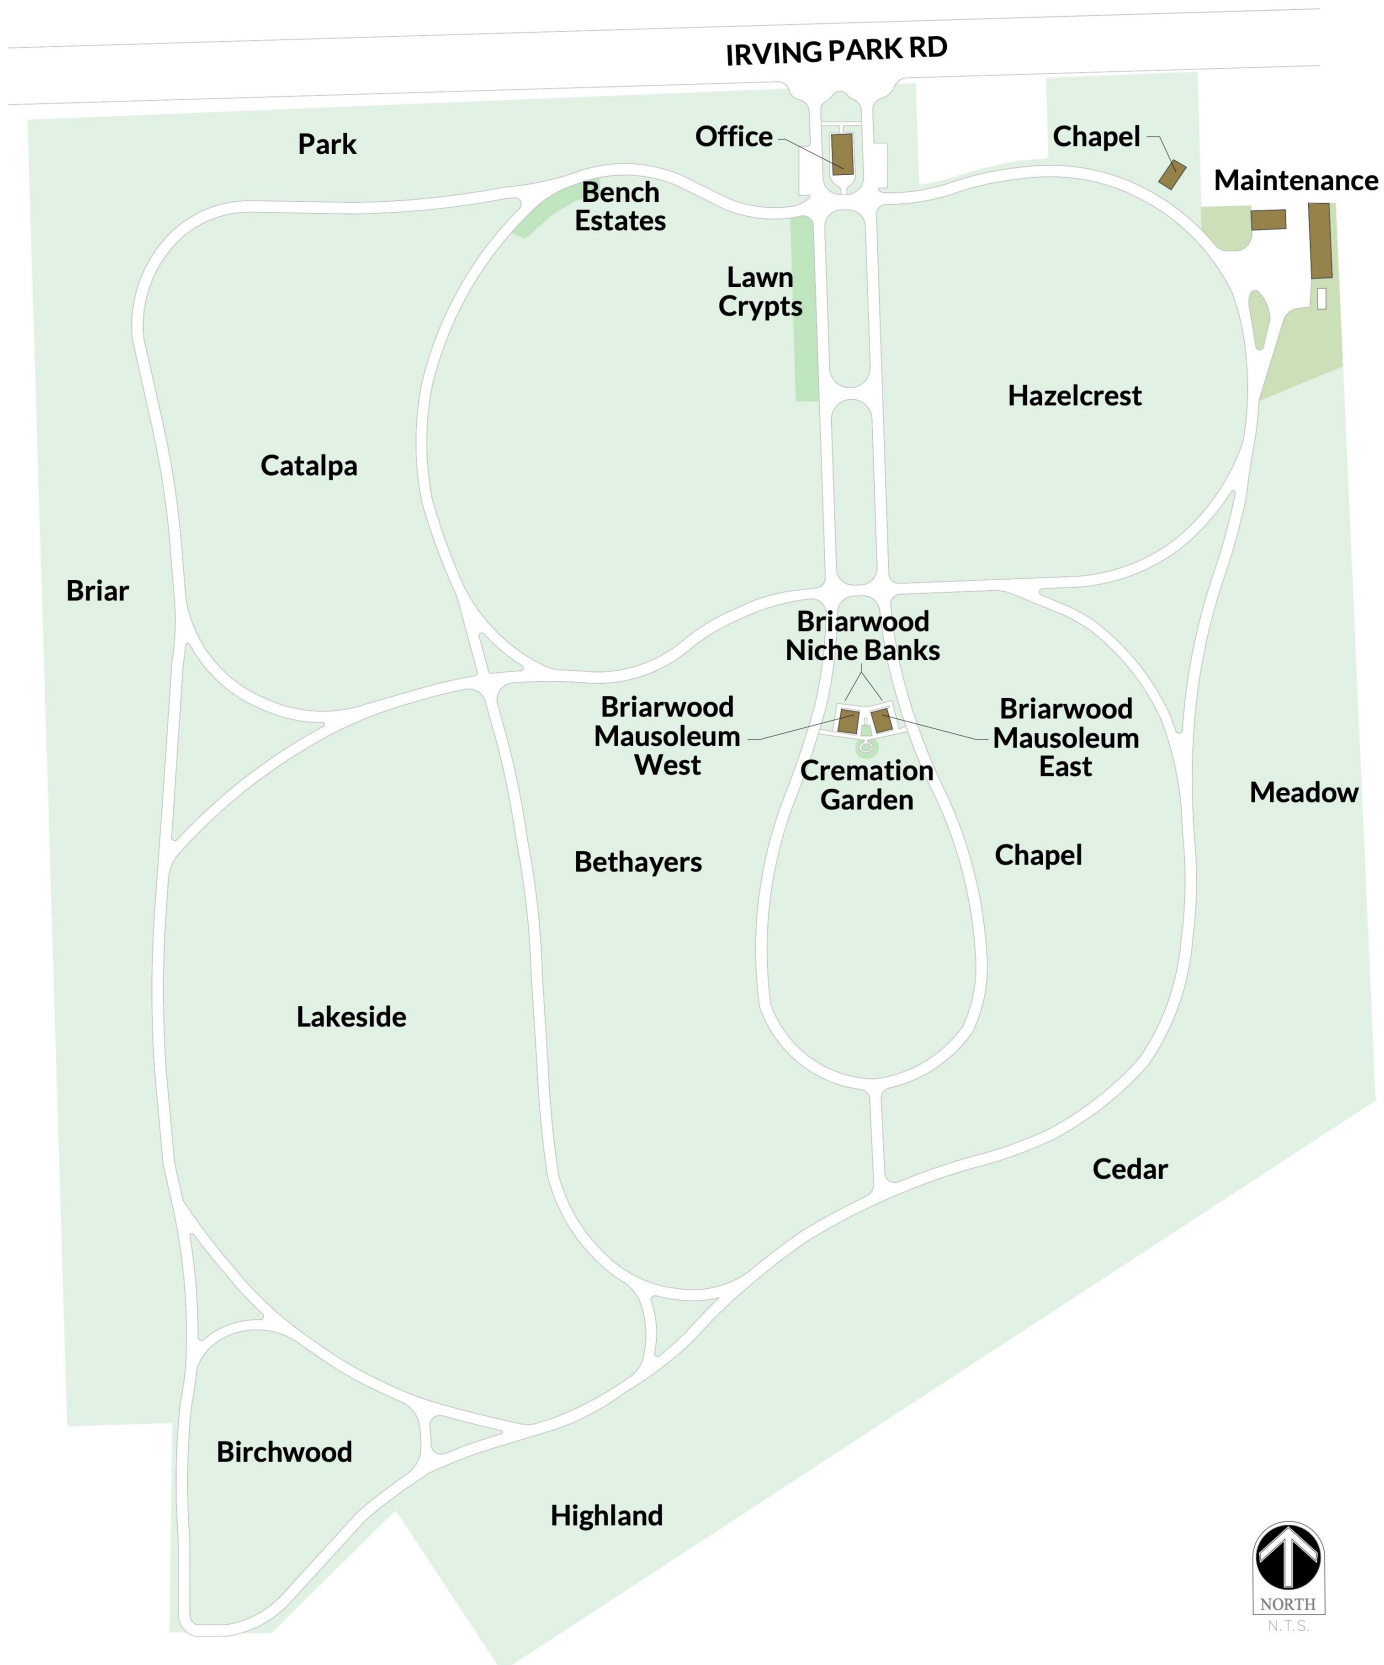 IRVING PARK RD
Park
Office
Chapel
Maintenance
Bench
Estates
Lawn
Crypts
Hazelcrest
Catalpa
Briar
Briarwood
Niche Banks
Briarwood
Mausoleum
West
Briarwood
Mausoleum
East
Cremation
Garden
Meadow
Bethayers
Chapel
Lakeside
Cedar
Birchwood
Highland
NORTH
N.T.S.